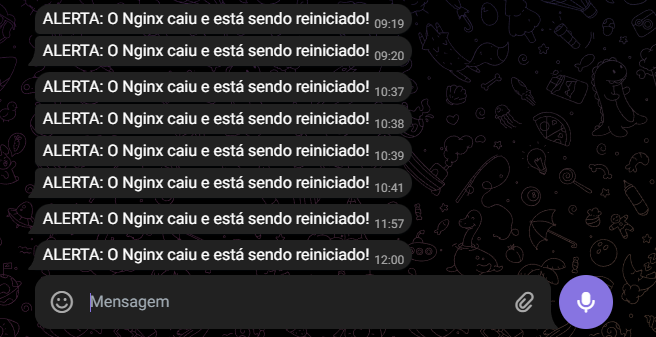 ALERTA: O Nginx caiu e está sendo reiniciado! 09:19
ALERTA: O Nginx caiu e está sendo reiniciado! 09:20
ALERTA: O Nginx caiu e está sendo reiniciado! 10:37
ALERTA: O Nginx caiu e está sendo reiniciado! 10:38
ALERTA: O Nginx caiu e está sendo reiniciado! 10:39
ALERTA: O Nginx caiu e está sendo reiniciado! 10:41
ALERTA: O Nginx caiu e está sendo reiniciado! 11:57
ALERTA: O Nginx caiu e está sendo reiniciado! 12:00
Mensagem